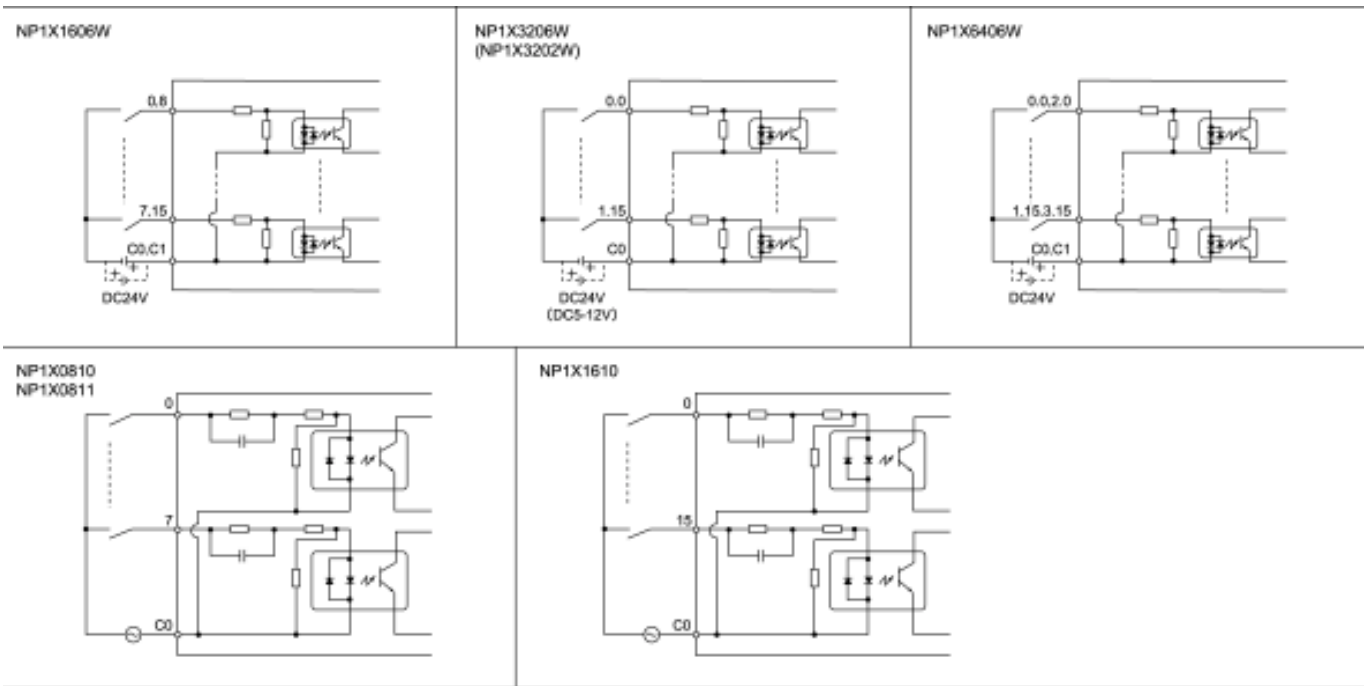 NP1X1606W
0,8
7,15
C0,C1
DC24V
NP1X3206W
(NP1X3202W)
0.0
1.15
C0
DC24V
(DC5-12V)
NP1X6406W
0.0,2.0
1.15,3.15
C0,C1
DC24V
NP1X0810
NP1X0811
0
7
C0
NP1X1610
0
15
C0